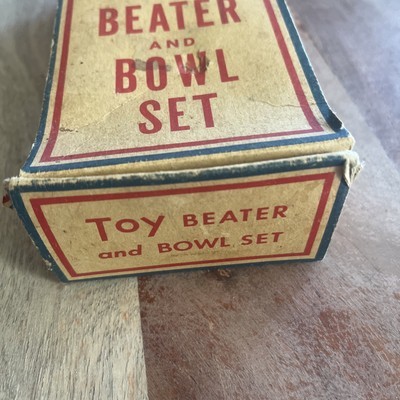 BEATER
AND
BOWL
SET
TOY BEATER
and BOWL SET